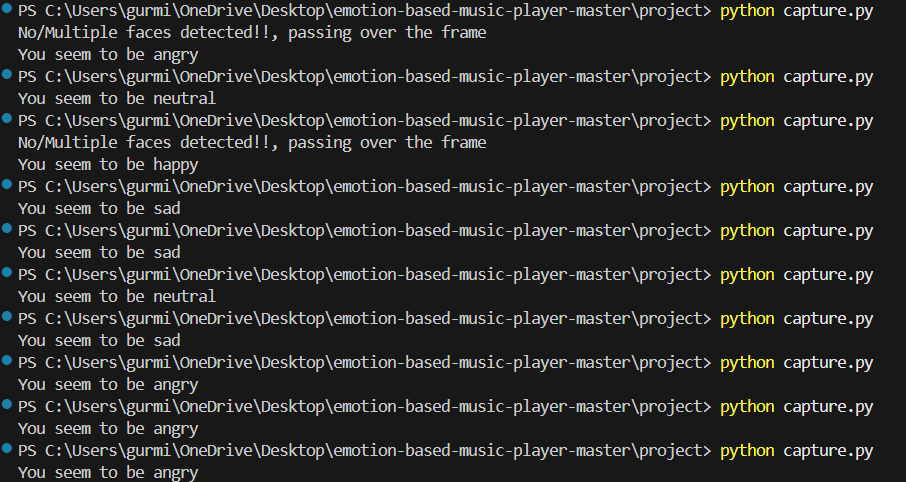 PS C:\Users\gurmi\OneDrive\Desktop\emotion-based-music-player-master\project> python capture.py
No/Multiple faces detected!!, passing over the frame
You seem to be angry
PS C:\Users\gurmi\OneDrive\Desktop\emotion-based-music-player-master\project> python capture.py
You seem to be neutral
PS C:\Users\gurmi\OneDrive\Desktop\emotion-based-music-player-master\project> python capture.py
No/Multiple faces detected!!, passing over the frame
You seem to be happy
PS C:\Users\gurmi\OneDrive\Desktop\emotion-based-music-player-master\project> python capture.py
You seem to be sad
PS C:\Users\gurmi\OneDrive\Desktop\emotion-based-music-player-master\project> python capture.py
You seem to be sad
PS C:\Users\gurmi\OneDrive\Desktop\emotion-based-music-player-master\project> python capture.py
You seem to be neutral
PS C:\Users\gurmi\OneDrive\Desktop\emotion-based-music-player-master\project> python capture.py
You seem to be sad
PS C:\Users\gurmi\OneDrive\Desktop\emotion-based-music-player-master\project> python capture.py
You seem to be angry
PS C:\Users\gurmi\OneDrive\Desktop\emotion-based-music-player-master\project> python capture.py
You seem to be angry
PS C:\Users\gurmi\OneDrive\Desktop\emotion-based-music-player-master\project> python capture.py
You seem to be angry